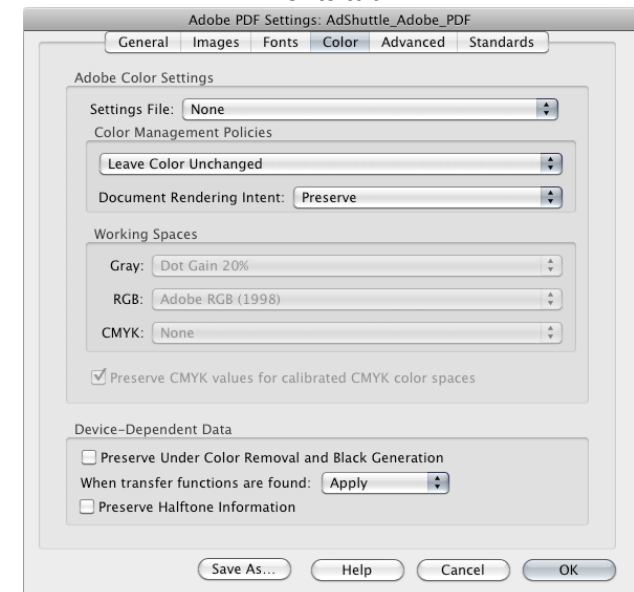 Adobe PDF Settings: AdShuttle_Adobe_PDF
General Images Fonts Color Advanced Standards
Adobe Color Settings
Settings File: None
Color Management Policies
Leave Color Unchanged
Document Rendering Intent: Preserve
Working Spaces
Gray: Dot Gain 20%
RGB: Adobe RGB (1998)
CMYK: None
Preserve CMYK values for calibrated CMYK color spaces
Device-Dependent Data
Preserve Under Color Removal and Black Generation
When transfer functions are found: Apply
Preserve Halftone Information
Save As... Help Cancel OK